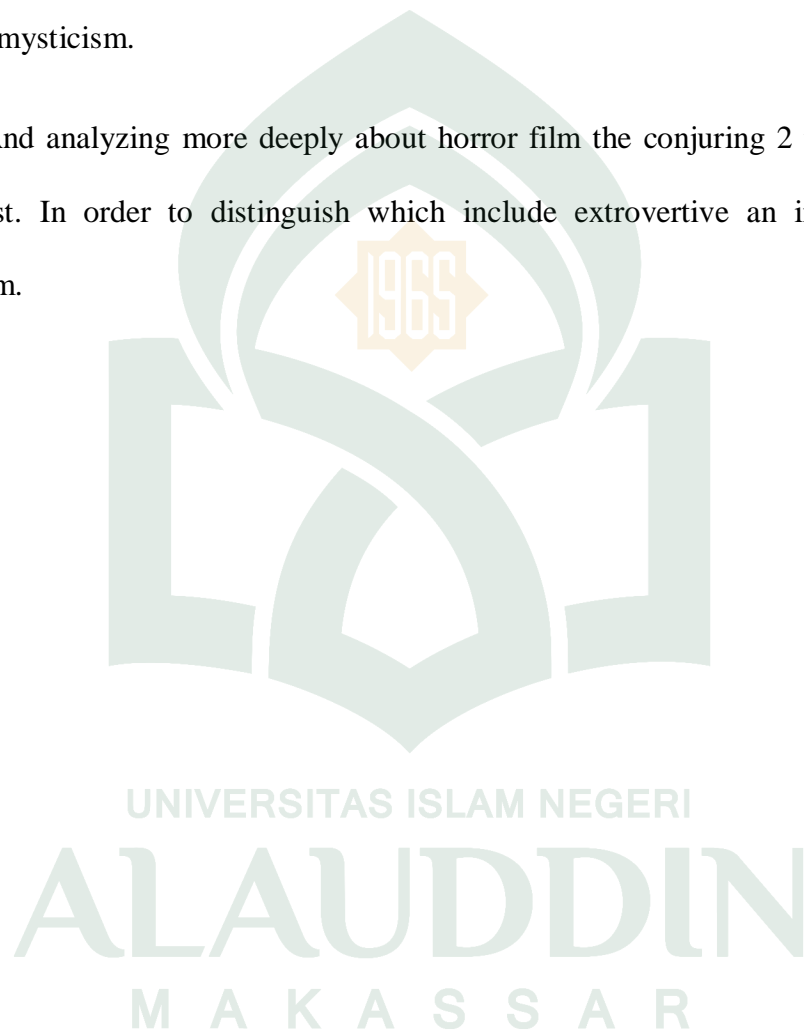 mysticism.
nd analyzing more deeply about horror film the conjuring 2
st. In order to distinguish which include extrovertive an
m.
1965
UNIVERSITAS ISLAM NEGERI
ALAUDDIN
MAKASSAR